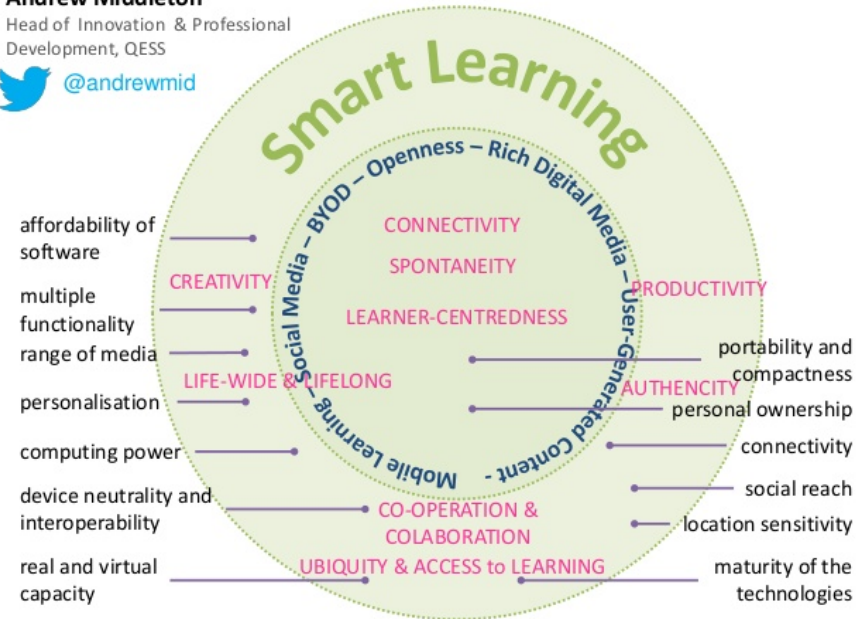 Andrew Middleton
Head of Innovation & Professional
Development, QESS
@andrewmid
Smart Learning
Mobile Learning – Social Media – BYOD – Openness – Rich Digital Media – User-Generated Content -
CONNECTIVITY
SPONTANEITY
LEARNER-CENTREDNESS
CREATIVITY
PRODUCTIVITY
LIFE-WIDE & LIFELONG
AUTHENCITY
CO-OPERATION &
COLABORATION
UBIQUITY & ACCESS to LEARNING
affordability of
software
multiple
functionality
range of media
personalisation
computing power
device neutrality and
interoperability
real and virtual
capacity
portability and
compactness
personal ownership
connectivity
social reach
location sensitivity
maturity of the
technologies